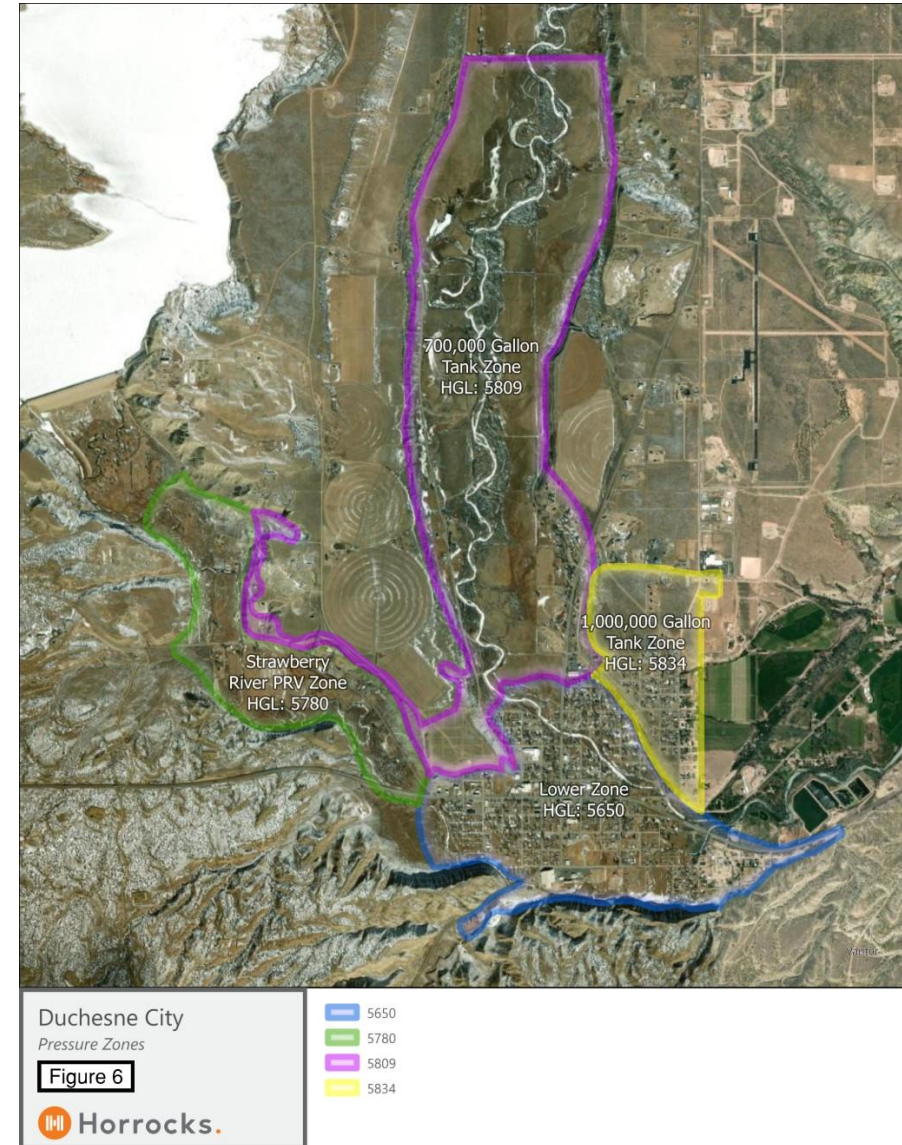 700,000 Gallon
Tank Zone
HGL: 5809
1,000,000 Gallon
Tank Zone
HGL: 5834
Strawberry
River PRV Zone
HGL: 5780
Lower Zone
HGL: 5650
Vantor
Duchesne City
Pressure Zones
Figure 6
Horrocks.
5650
5780
5809
5834